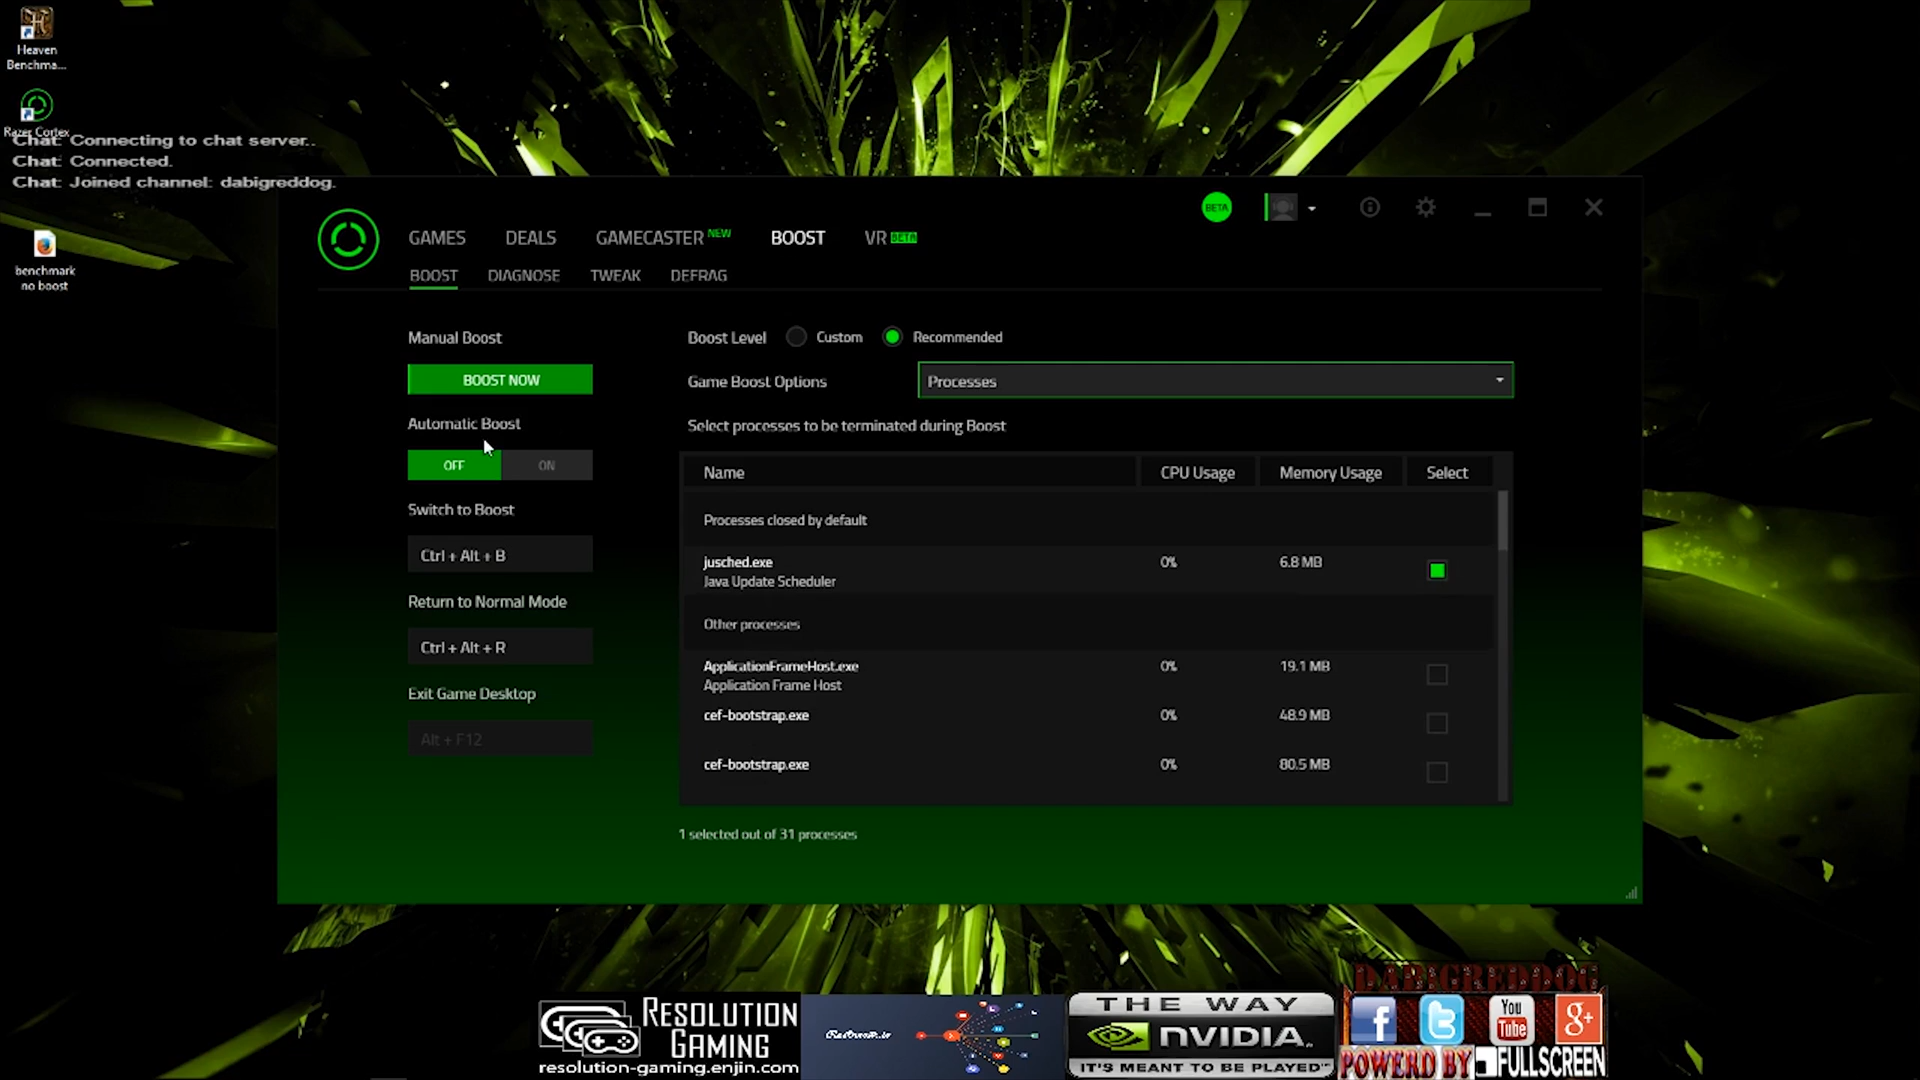 Heaven
Benchma...
Razer Cortex
Chat: Connecting to chat server..
Chat: Connected.
Chat: Joined channel: dabigreddog.
benchmark
no boost
BETA
GAMES DEALS GAMECASTER NEW BOOST VR BETA
BOOST DIAGNOSE TWEAK DEFRAG
Manual Boost
BOOST NOW
Automatic Boost
OFF ON
Switch to Boost
Ctrl + Alt + B
Return to Normal Mode
Ctrl + Alt + R
Exit Game Desktop
Alt + F12
Boost Level Custom Recommended
Game Boost Options Processes
Select processes to be terminated during Boost
Name CPU Usage Memory Usage Select
Processes closed by default
jusched.exe 0% 6.8 MB
Java Update Scheduler
Other processes
ApplicationFrameHost.exe 0% 19.1 MB
Application Frame Host
cef-bootstrap.exe 0% 48.9 MB
cef-bootstrap.exe 0% 80.5 MB
1 selected out of 31 processes
RESOLUTION
GAMING
resolution-gaming.enjin.com
THE WAY
NVIDIA.
IT'S MEANT TO BE PLAYED
DABIGREDDOG
You
Tube
g+
POWERD BY FULLSCREEN